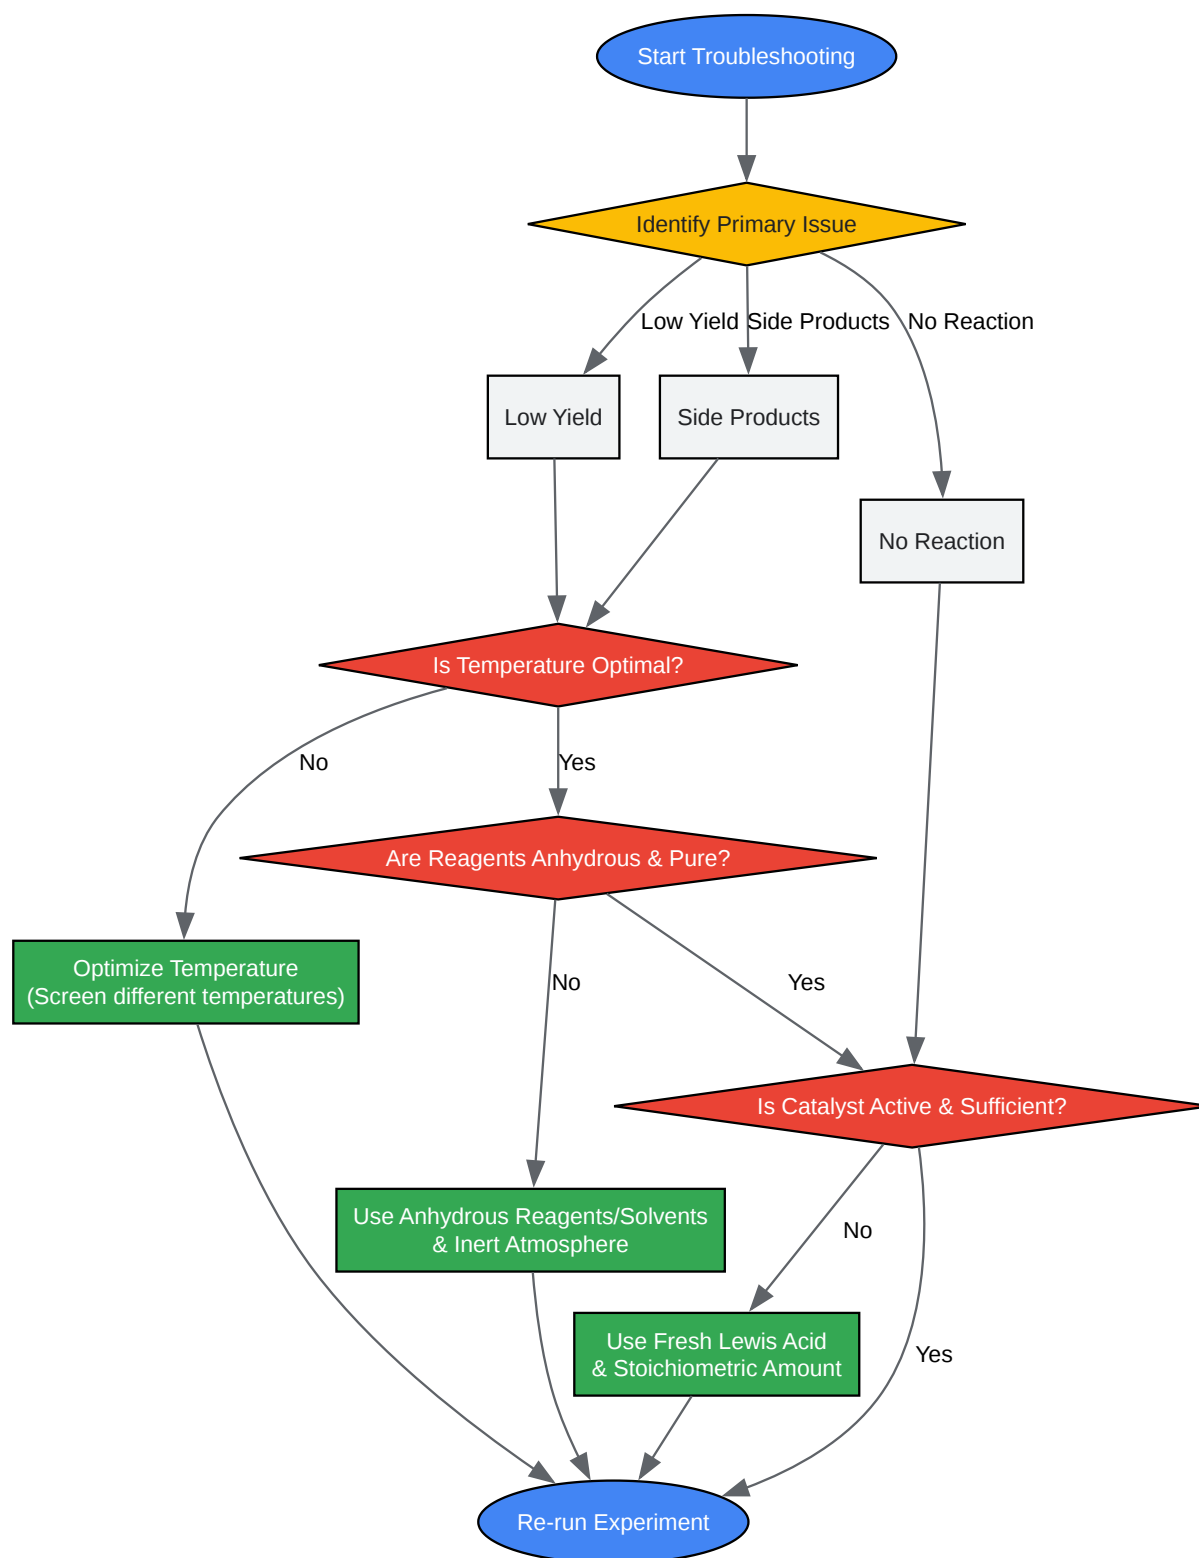 Start Troubleshooting
Identify Primary Issue
Low Yield
Side Products
No Reaction
Low Yield
Side Products
No Reaction
Is Temperature Optimal?
No
Yes
Are Reagents Anhydrous & Pure?
Optimize Temperature
(Screen different temperatures)
No
Yes
Is Catalyst Active & Sufficient?
Use Anhydrous Reagents/Solvents
& Inert Atmosphere
No
Use Fresh Lewis Acid
& Stoichiometric Amount
Yes
Re-run Experiment